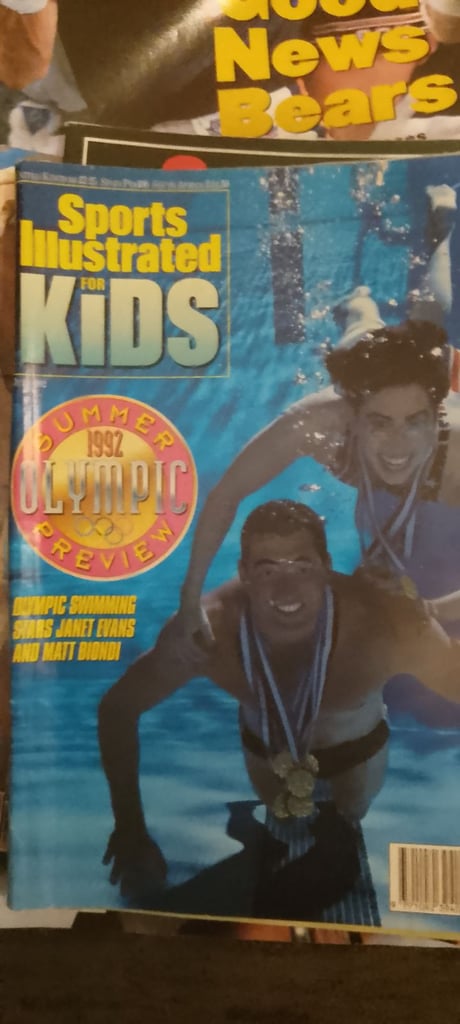 Good
News
Bears
Sports
Illustrated
FOR
KiDS
SUMMER
1992
OLYMPIC
PREVIEW
OLYMPIC SWIMMING
STARS JANET EVANS
AND MATT BIONDI